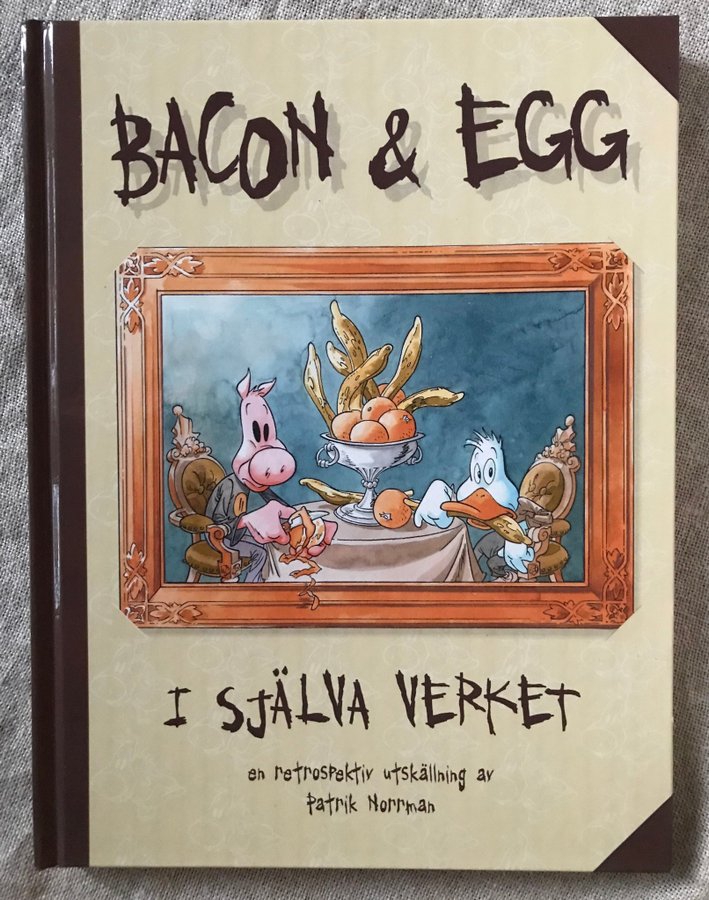 BACON & EGG
I SJÄLVA VERKET
en retrospektiv utskällning av
Patrik Norrman